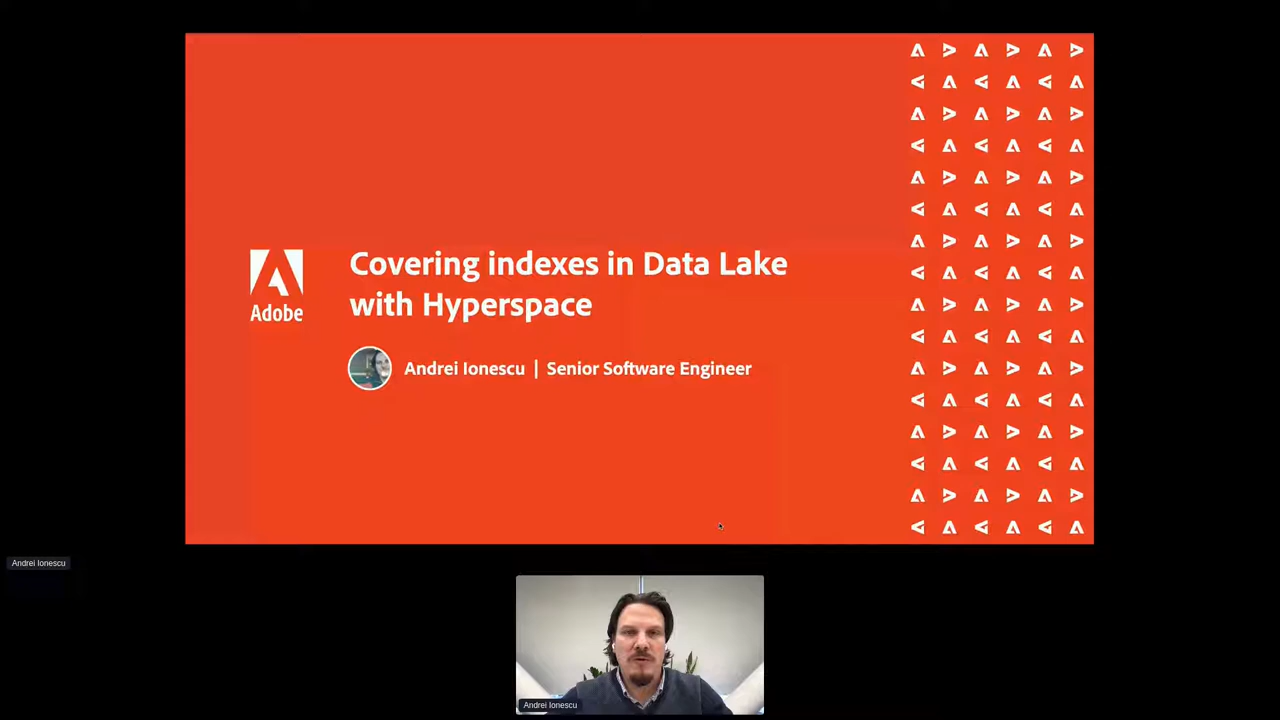 Covering indexes in Data Lake
with Hyperspace
Adobe
Andrei Ionescu | Senior Software Engineer
Andrei Ionescu
Andrei Ionescu